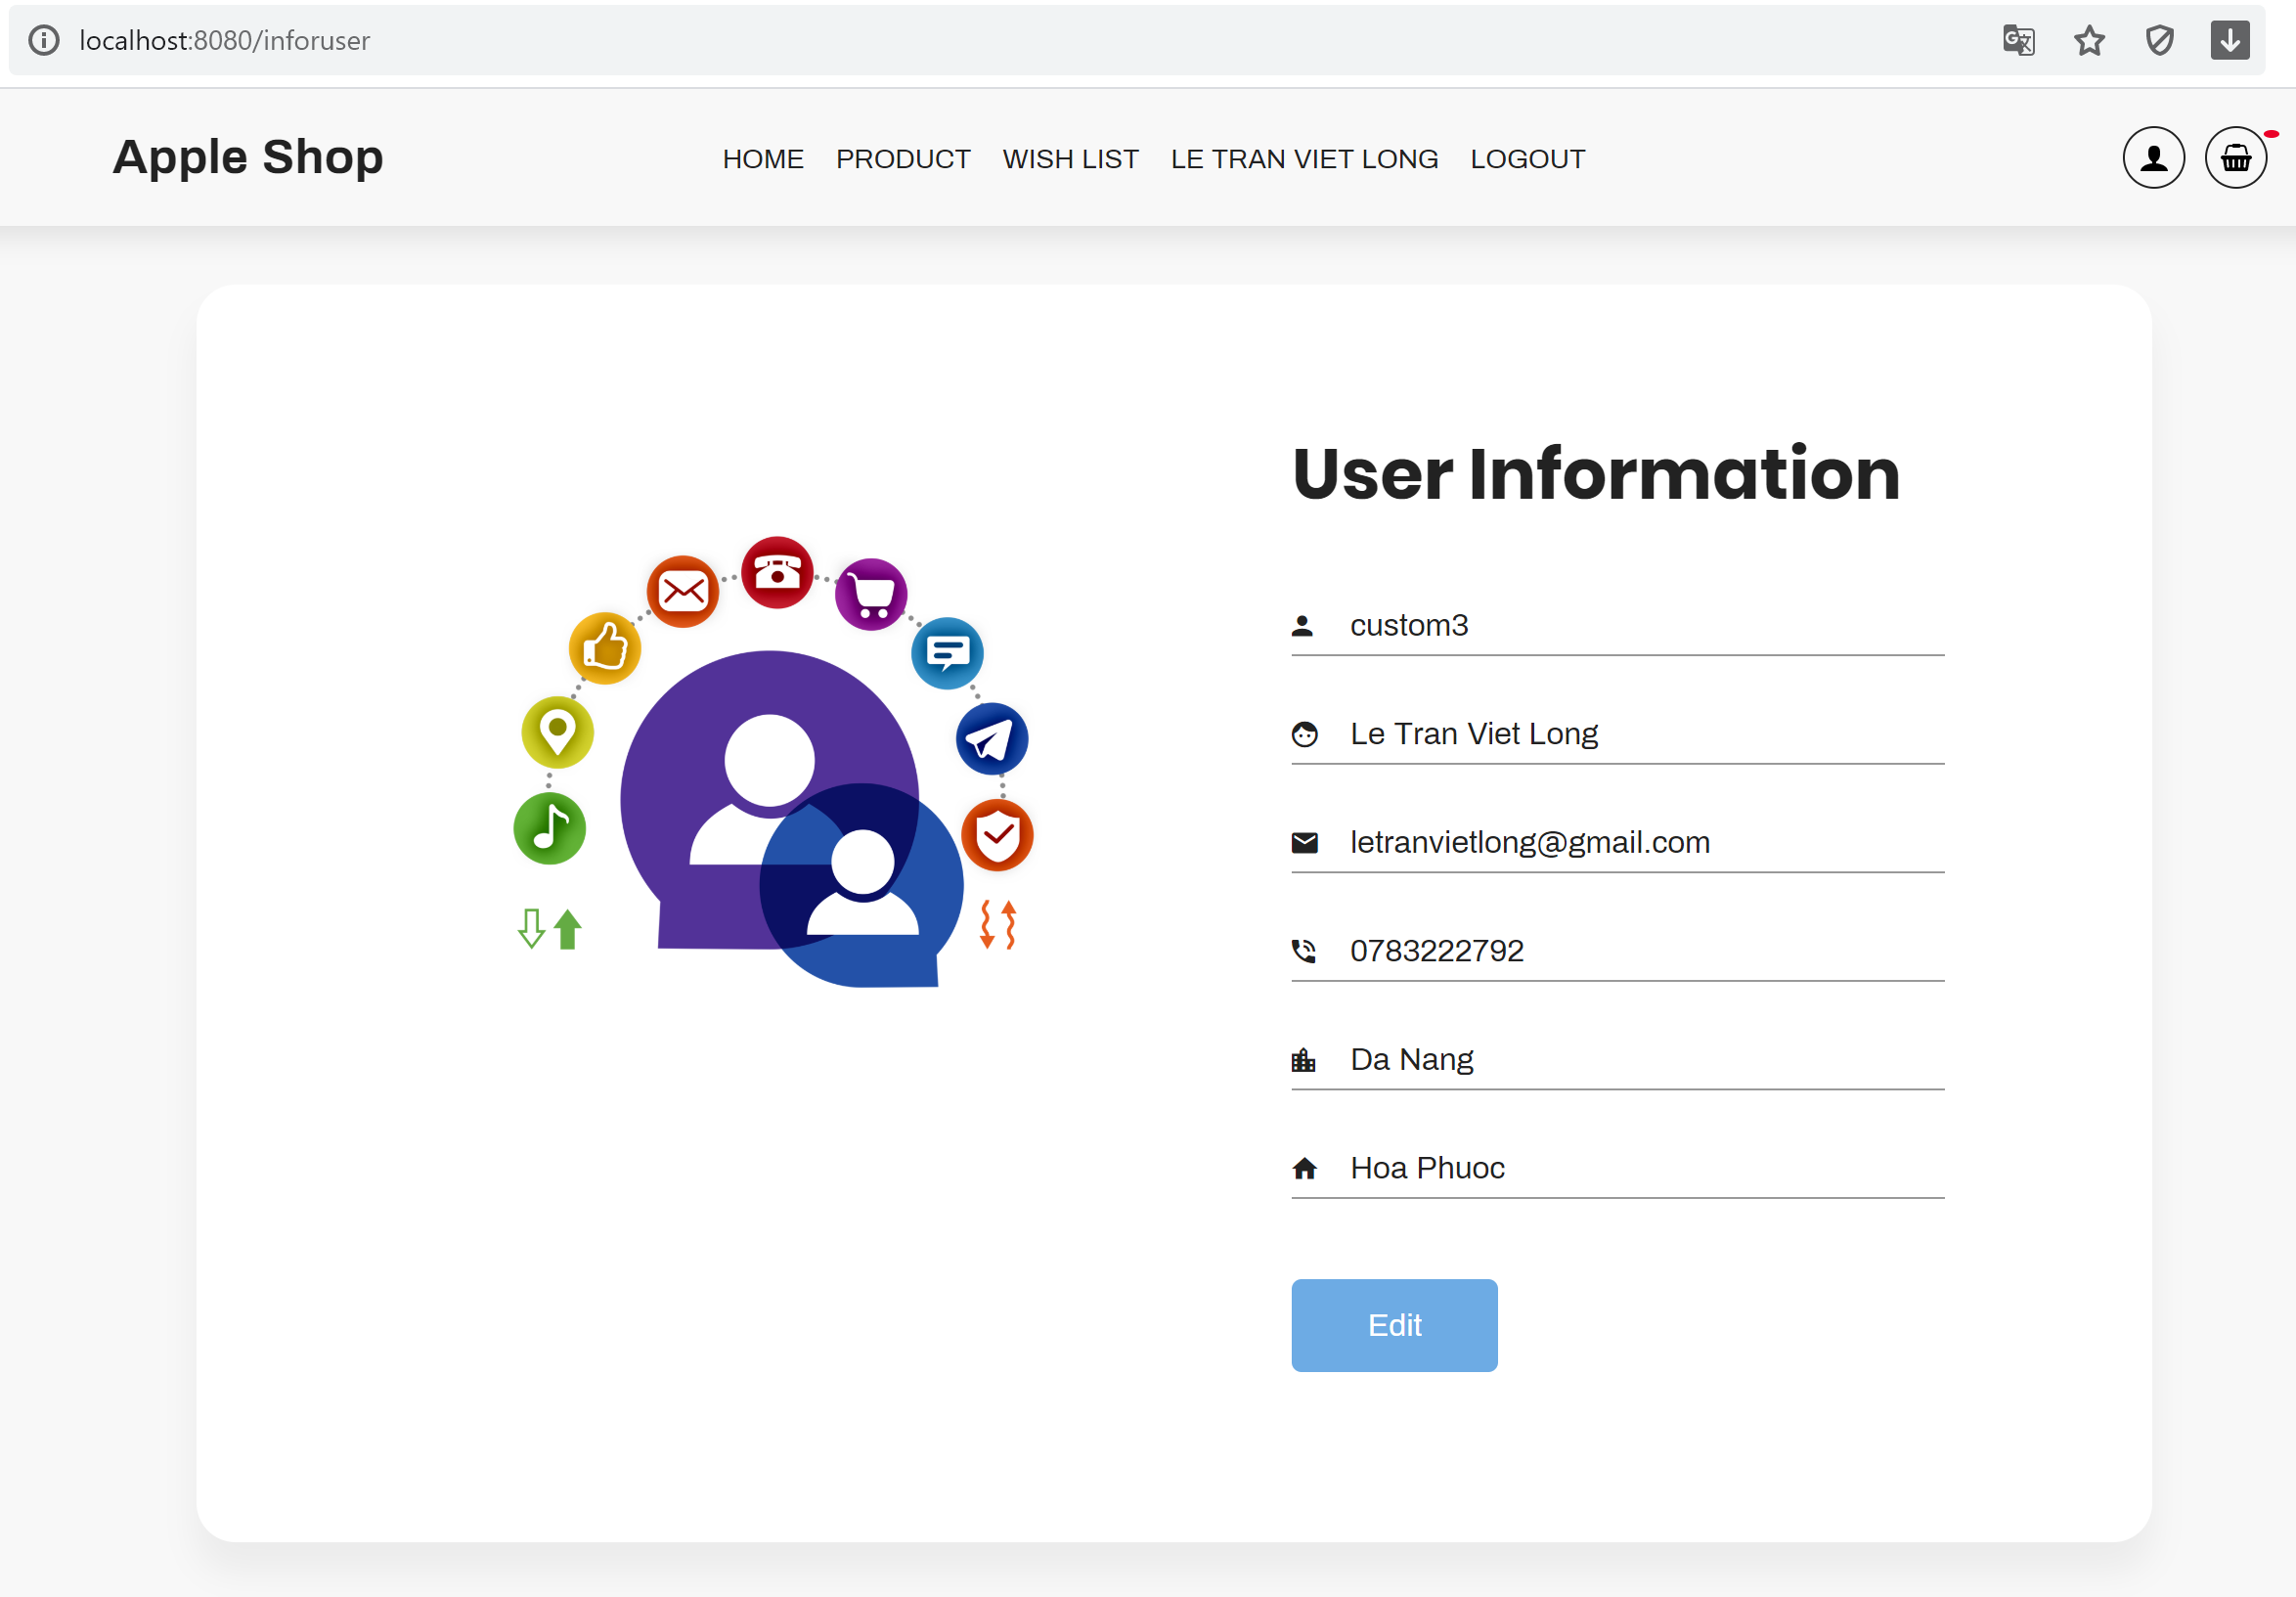 localhost:8080/inforuser
Apple Shop
HOME PRODUCT WISH LIST LE TRAN VIET LONG LOGOUT
User Information
custom3
Le Tran Viet Long
letranvietlong@gmail.com
0783222792
Da Nang
Hoa Phuoc
Edit